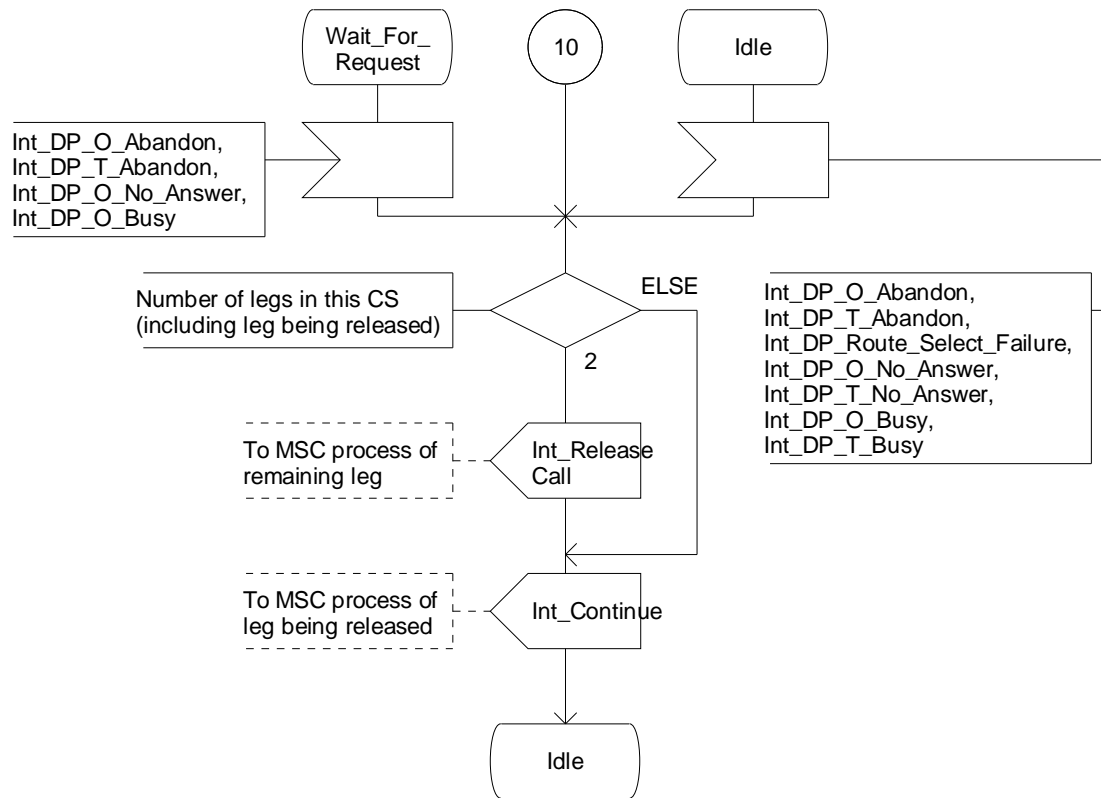 Wait_For_
Request
10
Idle
Int_DP_O_Abandon,
Int_DP_T_Abandon,
Int_DP_O_No_Answer,
Int_DP_O_Busy
Number of legs in this CS
(including leg being released)
ELSE
2
Int_DP_O_Abandon,
Int_DP_T_Abandon,
Int_DP_Route_Select_Failure,
Int_DP_O_No_Answer,
Int_DP_T_No_Answer,
Int_DP_O_Busy,
Int_DP_T_Busy
To MSC process of
remaining leg
Int_Release
Call
To MSC process of
leg being released
Int_Continue
Idle